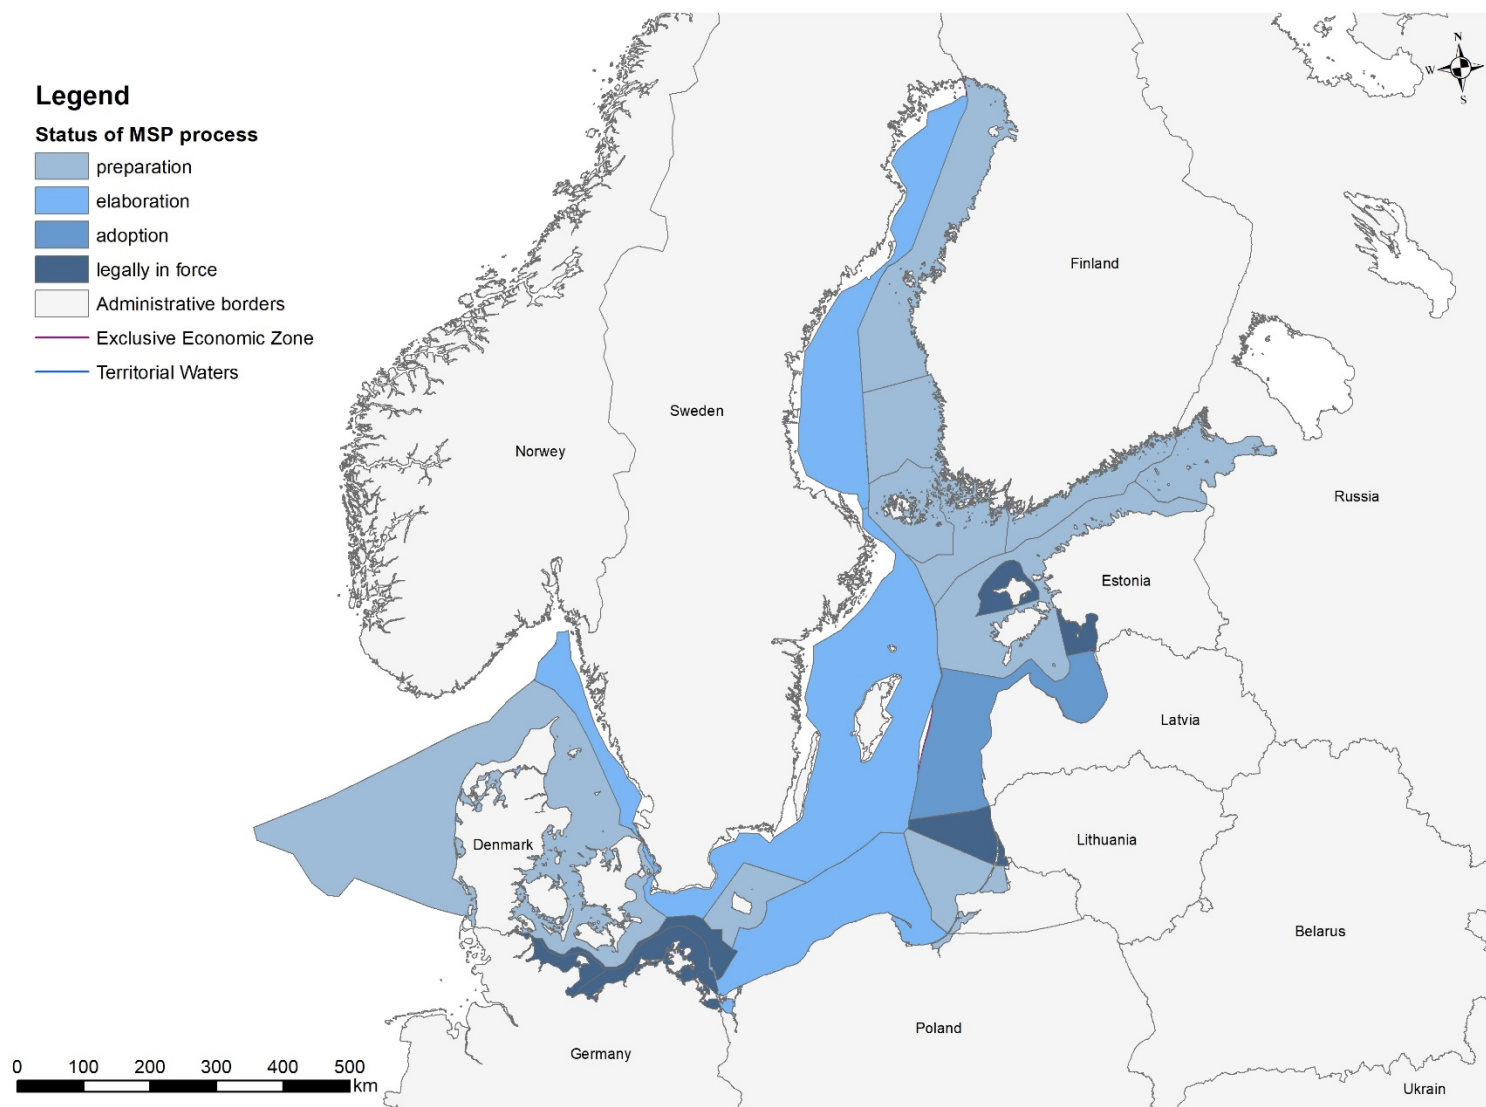 N
W
S
Legend
Status of MSP process
preparation
elaboration
adoption
legally in force
Administrative borders
Exclusive Economic Zone
Territorial Waters
Finland
Sweden
Norwey
Russia
Estonia
Latvia
Lithuania
Denmark
Belarus
Poland
Germany
Ukrain
0 100 200 300 400 500
km